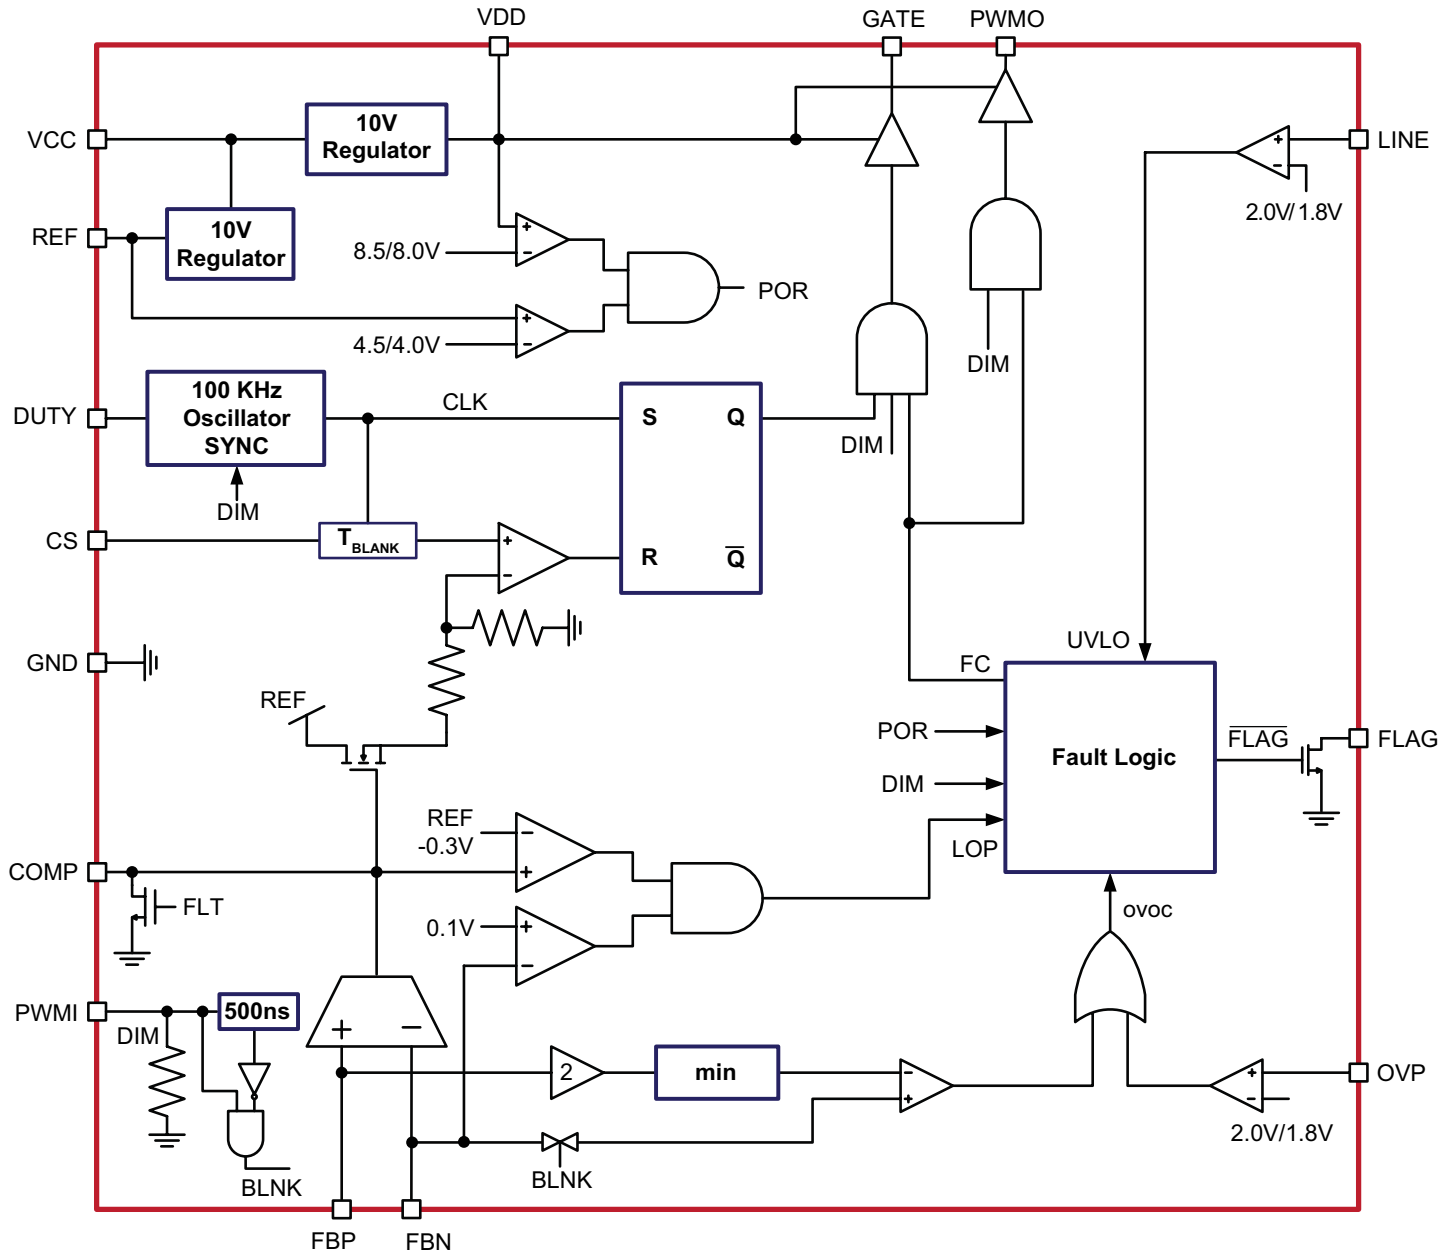 VDD
GATE
PWMO
VCC
10V
Regulator
LINE
+
−
2.0V/1.8V
REF
10V
Regulator
+
−
8.5/8.0V
POR
+
−
4.5/4.0V
DIM
DUTY
100 KHz
Oscillator
SYNC
CLK
S
Q
DIM
DIM
CS
TBLANK
+
−
R
Q̅
GND
UVLO
FC
REF
POR
Fault Logic
F̅L̅A̅G̅
FLAG
DIM
REF
-0.3V
−
+
LOP
COMP
FLT
0.1V
+
−
ovoc
PWMI
500ns
DIM
+
−
2
min
−
+
+
−
OVP
2.0V/1.8V
BLNK
BLNK
FBP
FBN